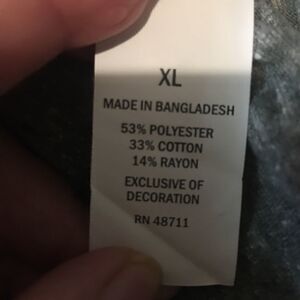 XL
MADE IN BANGLADESH
53% POLYESTER
33% COTTON
14% RAYON
EXCLUSIVE OF
DECORATION
RN 48711